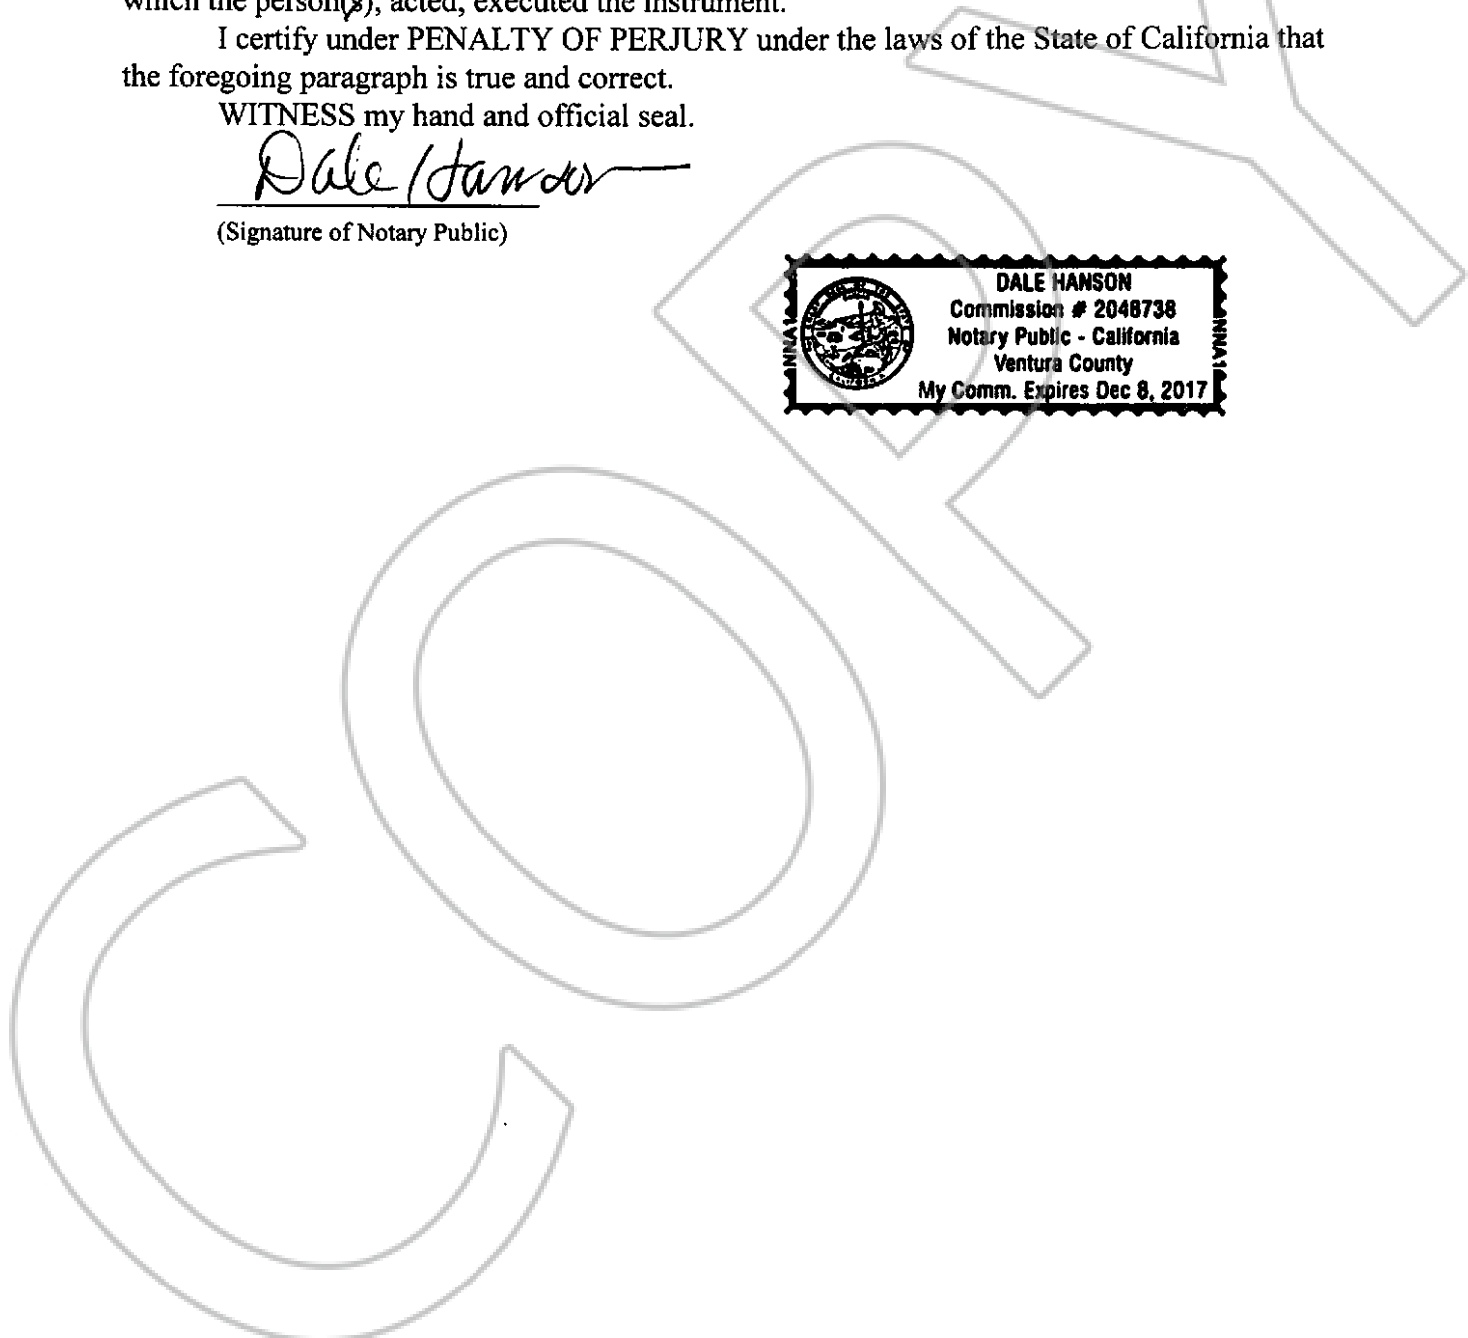 which the person(s), acted, executed the instrument.
I certify under PENALTY OF PERJURY under the laws of the State of California that
the foregoing paragraph is true and correct.
WITNESS my hand and official seal.
Dale Hanson
(Signature of Notary Public)
DALE HANSON
Commission # 2048738
Notary Public - California
Ventura County
My Comm. Expires Dec 8, 2017
COPY